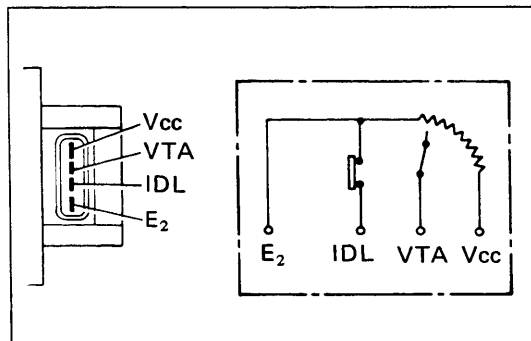 Vcc
VTA
IDL
E₂
E₂ IDL VTA Vcc